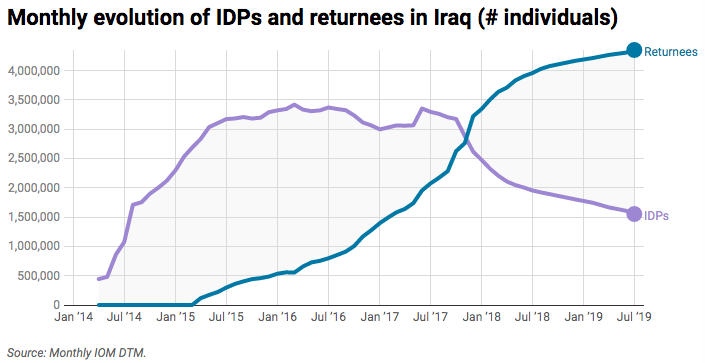 Monthly evolution of IDPs and returnees in Iraq (# individuals)
4,000,000
3,500,000
3,000,000
2,500,000
2,000,000
1,500,000
1,000,000
500,000
0
Returnees
IDPs
Jan '14 Jul '14 Jan '15 Jul '15 Jan '16 Jul '16 Jan '17 Jul '17 Jan '18 Jul '18 Jan '19 Jul '19
Source: Monthly IOM DTM.